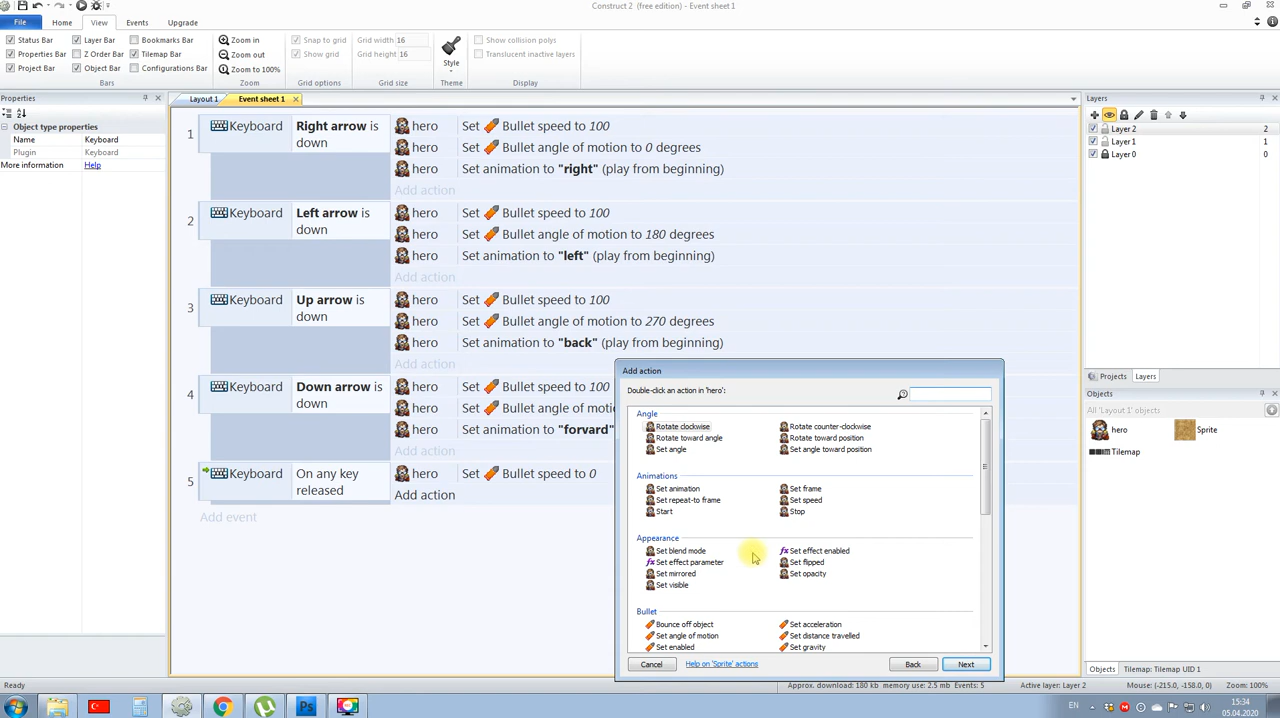 Construct 2 (free edition) - Event sheet 1
File Home View Events Upgrade
Status Bar Layer Bar Bookmarks Bar Zoom in Snap to grid Grid width 16 Show collision polys
Properties Bar Z Order Bar Tilemap Bar Zoom out Show grid Grid height 16 Translucent inactive layers
Project Bar Object Bar Configurations Bar Zoom to 100% Style
Bars Zoom Grid options Grid size Theme Display
Properties Layout 1 Event sheet 1 Layers
Object type properties
Name Keyboard
Plugin Keyboard
More information Help
1 Keyboard Right arrow is down
hero Set Bullet speed to 100
hero Set Bullet angle of motion to 0 degrees
hero Set animation to "right" (play from beginning)
Add action
2 Keyboard Left arrow is down
hero Set Bullet speed to 100
hero Set Bullet angle of motion to 180 degrees
hero Set animation to "left" (play from beginning)
Add action
3 Keyboard Up arrow is down
hero Set Bullet speed to 100
hero Set Bullet angle of motion to 270 degrees
hero Set animation to "back" (play from beginning)
Add action
4 Keyboard Down arrow is down
hero Set Bullet speed to 100
hero Set Bullet angle of moti
hero Set animation to "forvard"
5 Keyboard On any key released
hero Set Bullet speed to 0
Add action
Add event
Add action
Double-click an action in 'hero':
Angle
Rotate clockwise Rotate counter-clockwise
Rotate toward angle Rotate toward position
Set angle Set angle toward position
Animations
Set animation Set frame
Set repeat-to frame Set speed
Start Stop
Appearance
Set blend mode Set effect enabled
Set effect parameter Set flipped
Set mirrored Set opacity
Set visible
Bullet
Bounce off object Set acceleration
Set angle of motion Set distance travelled
Set enabled Set gravity
Cancel Help on 'Sprite' actions Back Next
Layer 2 2
Layer 1 1
Layer 0 0
Projects Layers
Objects
All 'Layout 1' objects
hero Sprite
Tilemap
Objects Tilemap: Tilemap UID 1
Ready Approx. download: 180 kb memory use: 2.5 mb Events: 5 Active layer: Layer 2 Mouse: (-215.0, -158.0, 0) Zoom: 100%
EN 15:34
05.04.2020